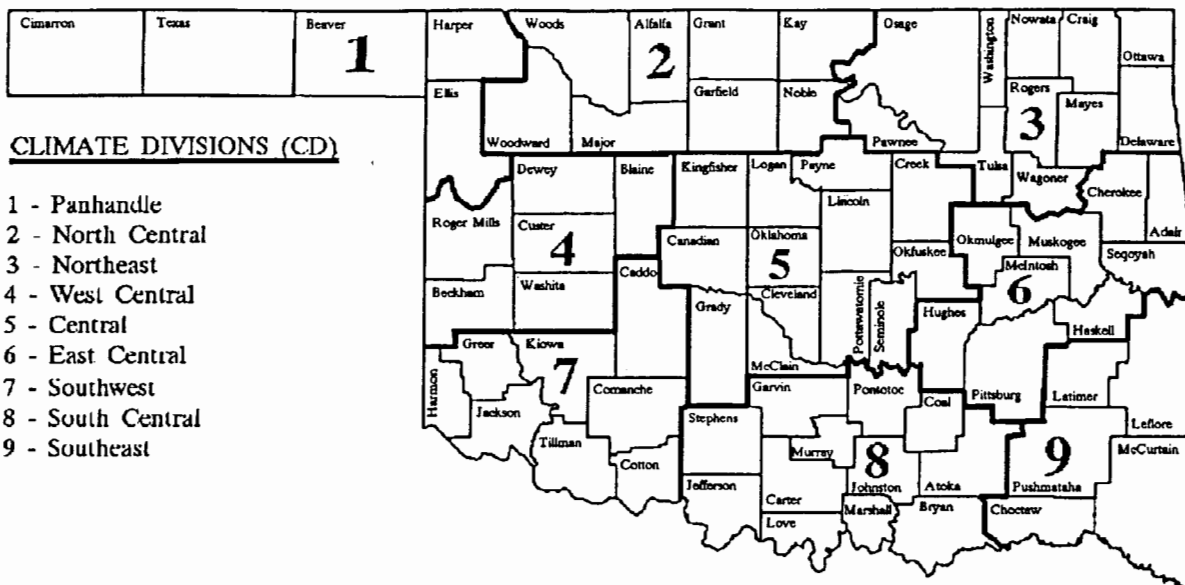 Cimarron Texas Beaver Harper Woods Alfalfa Grant Kay Osage Washington Nowata Craig
Ottawa
1 2
Ellis Garfield Noble Rogers Mayes
3
CLIMATE DIVISIONS (CD)
Woodward Major Pawnee Delaware
Dewey Blaine Kingfisher Logan Payne Creek Tulsa Wagoner Cherokee
1 - Panhandle
Lincoln
2 - North Central
Roger Mills Custer Canadian Oklahoma Okmulgee Muskogee Adair
3 - Northeast
4 5 Okfuskee Seqoyah
4 - West Central
Caddo McIntosh
Beckham Washita Cleveland 6
5 - Central
Grady Pottawatomie Seminole Hughes Haskell
6 - East Central
Greer Kiowa
7 - Southwest
7 McClain
Harmon Comanche Garvin Pontotoc Pittsburg Latimer
8 - South Central
Jackson Stephens Coal Leflore
9 - Southeast
Tillman Murray McCurtain
8 9
Cotton Jefferson Johnston Atoka Pushmataha
Carter Marshall Bryan Choctaw
Love